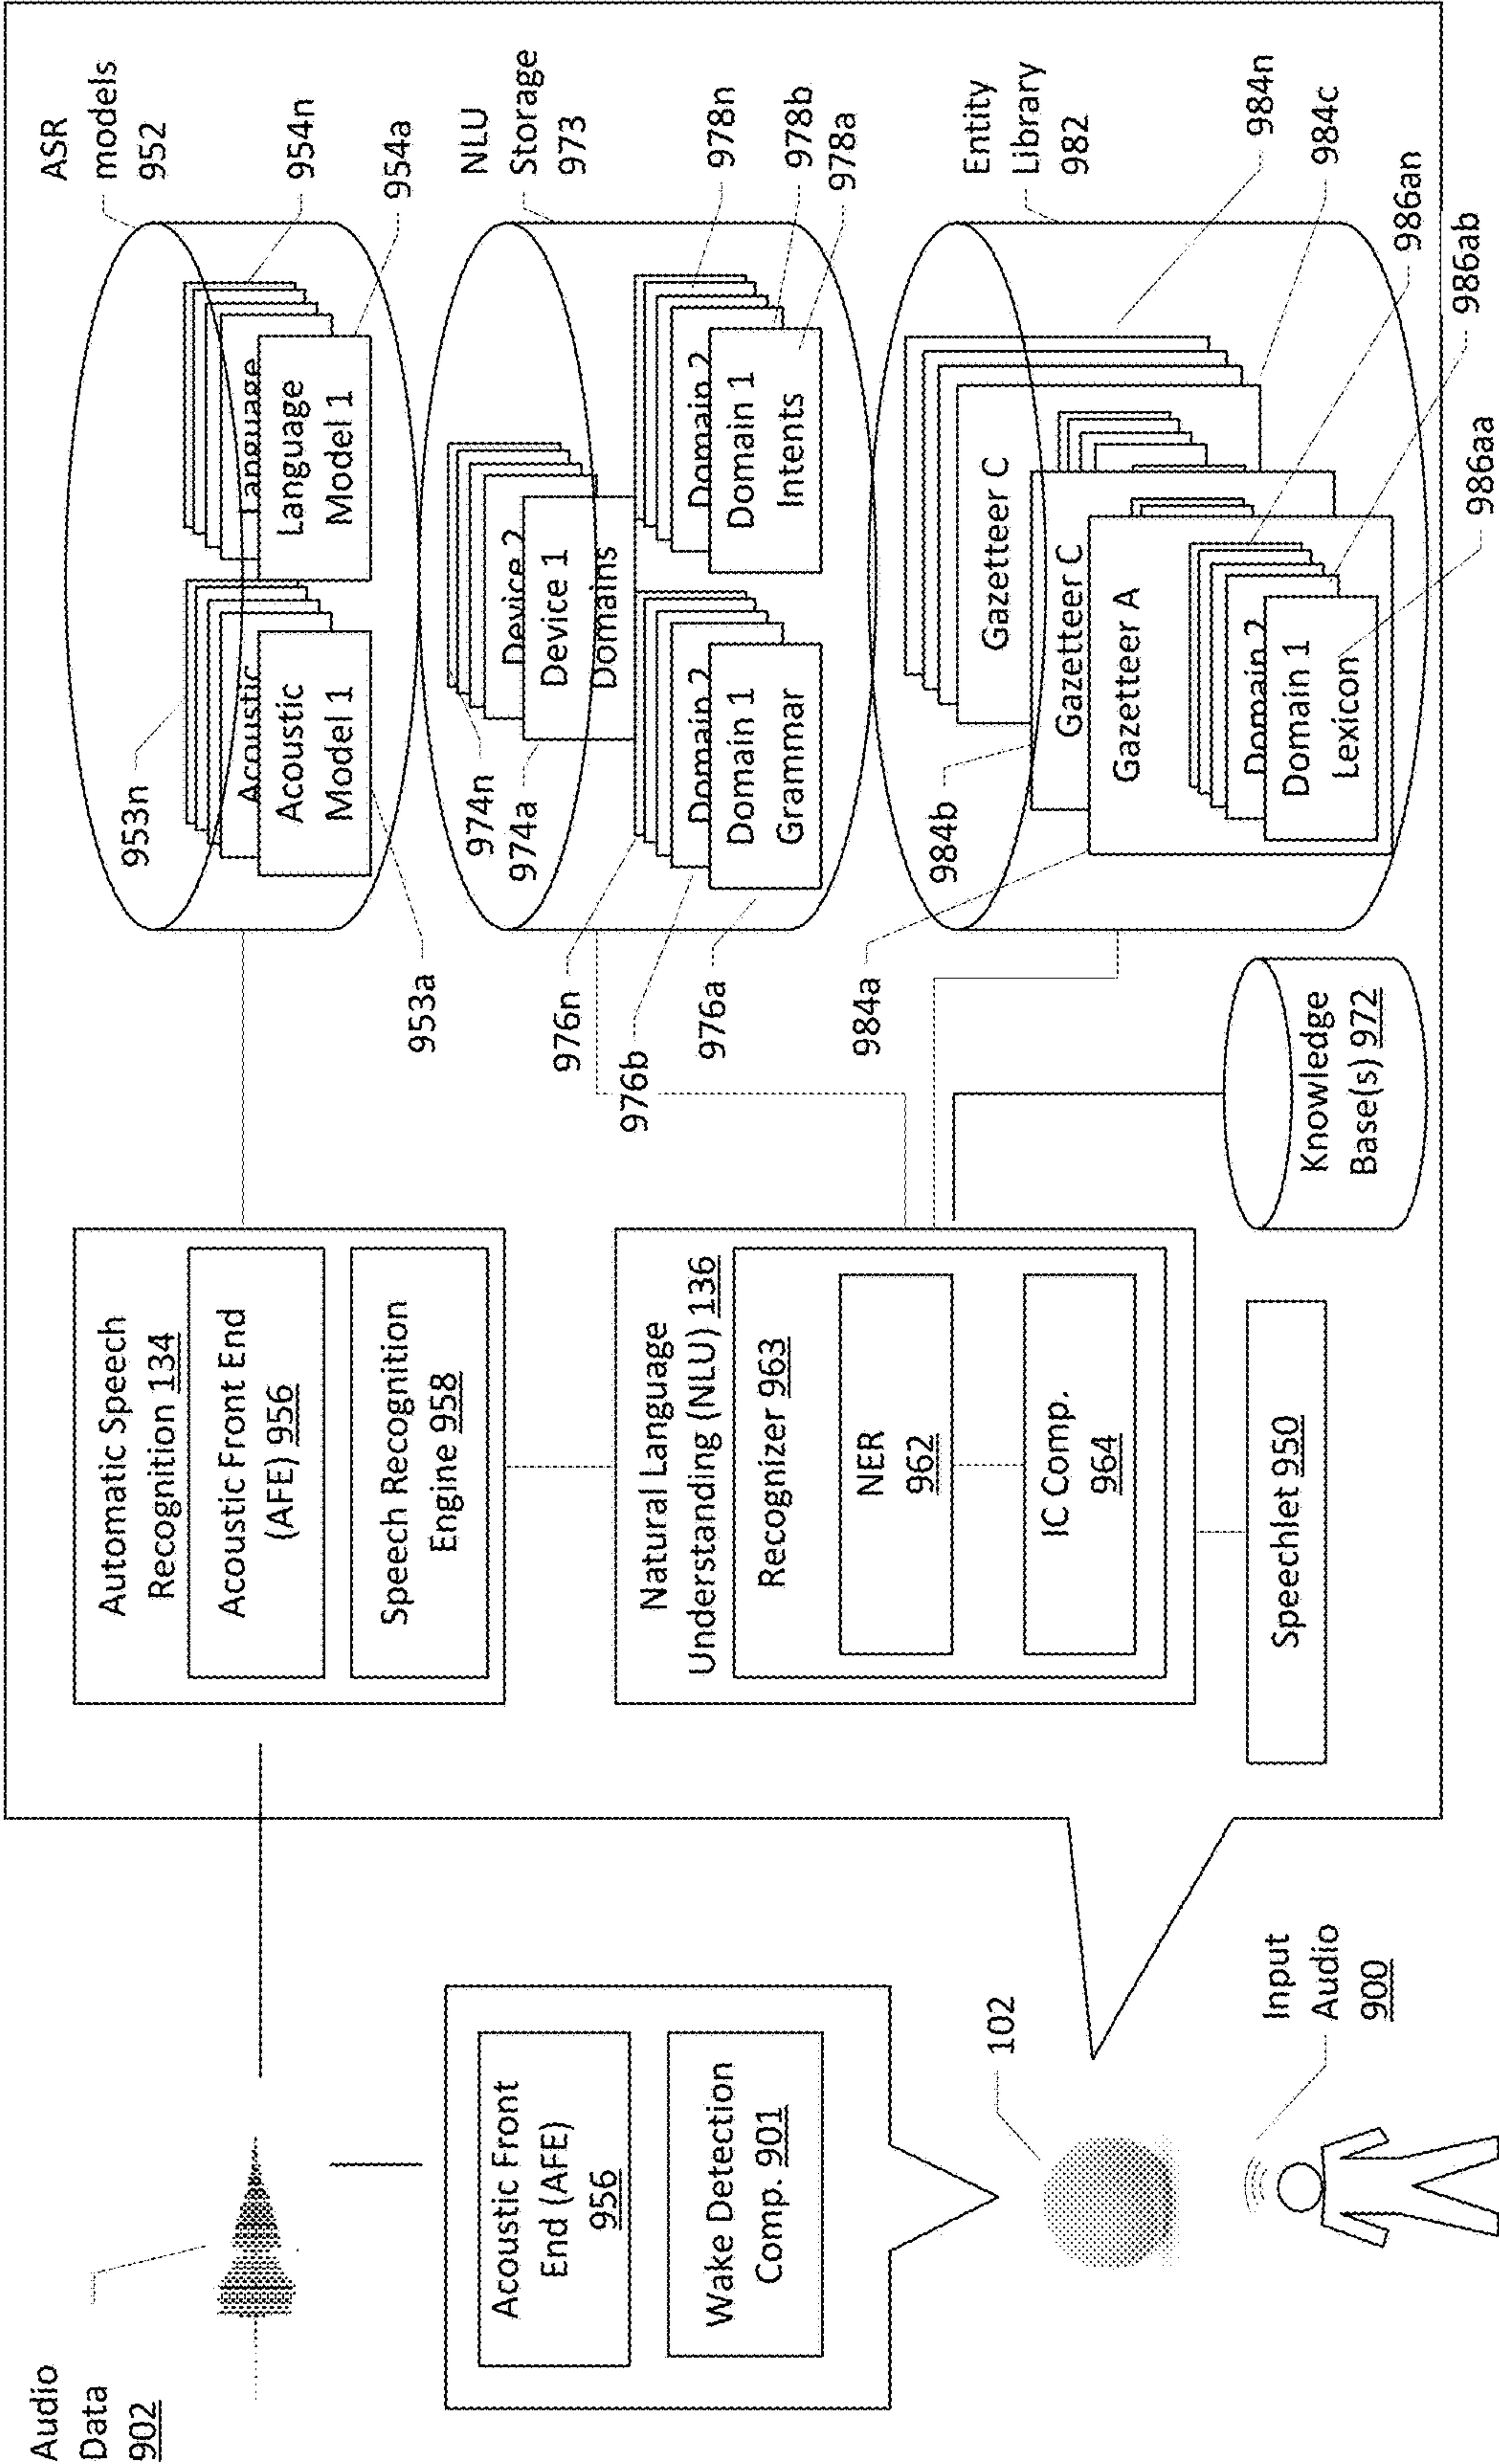 Audio
Data
902
Acoustic Front
End (AFE)
956
Wake Detection
Comp. 901
102
Input
Audio
900
Automatic Speech
Recognition 134
Acoustic Front End
(AFE) 956
Speech Recognition
Engine 958
Natural Language
Understanding (NLU) 136
Recognizer 963
NER
962
IC Comp.
964
Speechlet 950
Knowledge
Base(s) 972
ASR
models
952
953n
Acoustic
Acoustic
Model 1
953a
954n
Language
Language
Model 1
954a
NLU
Storage
973
974n
974a
Device 2
Device 1
Domains
976n
976b
976a
Domain 2
Domain 1
Grammar
978n
978b
978a
Domain 2
Domain 1
Intents
Entity
Library
982
984n
984c
984b
984a
Gazetteer C
Gazetteer C
Gazetteer A
Domain 2
Domain 1
Lexicon
986an
986ab
986aa